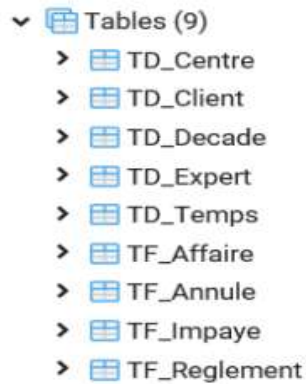 Tables (9)
TD_Centre
TD_Client
TD_Decade
TD_Expert
TD_Temps
TF_Affaire
TF_Annule
TF_Impaye
TF_Reglement